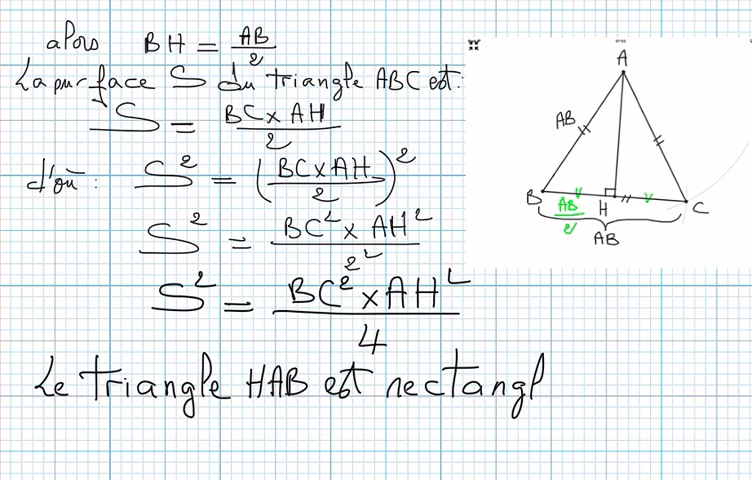 alors BH = AB/2
La surface S du triangle ABC est:
S = BC×AH/2
d'où: S² = (BC×AH/2)²
S² = BC²×AH²/2²
S² = BC²×AH²/4
Le triangle HAB est rectangl
A
AB
B
AB/2
H
C
AB